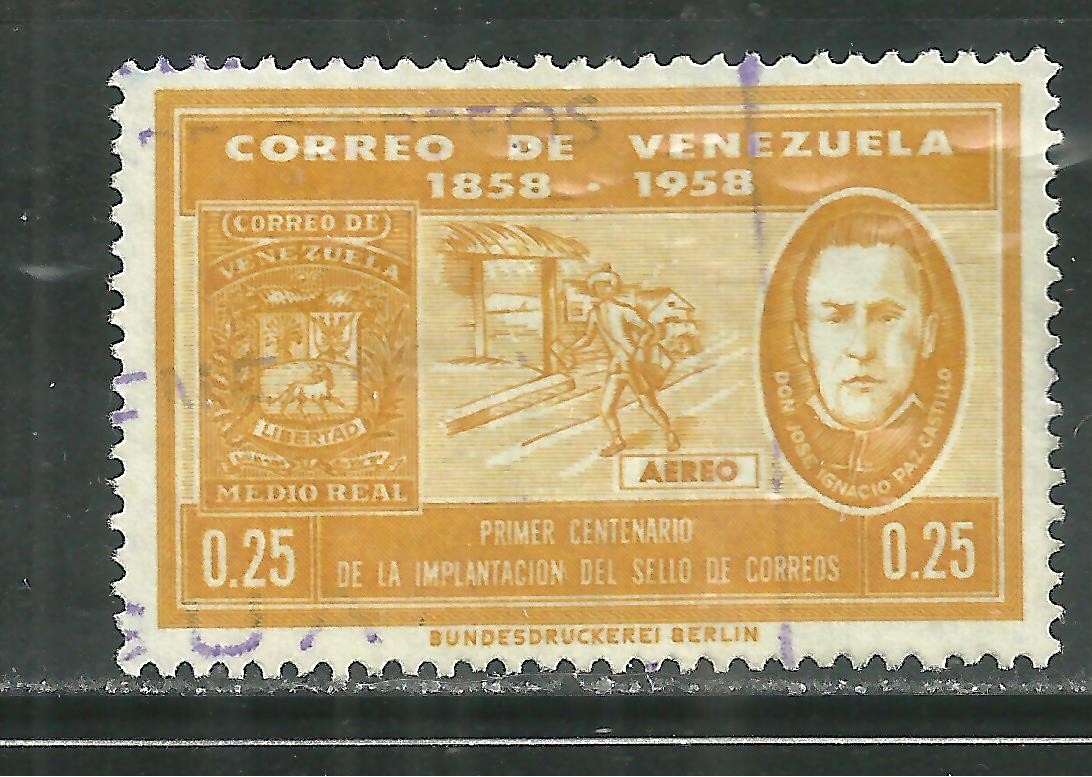 CORREO DE VENEZUELA
1858 · 1958
(CORREO DE)
VENEZUELA
LIBERTAD
MEDIO REAL
AEREO
DON JOSE IGNACIO PAZ CASTILLO
0.25
PRIMER CENTENARIO
DE LA IMPLANTACION DEL SELLO DE CORREOS
0.25
BUNDESDRUCKEREI BERLIN